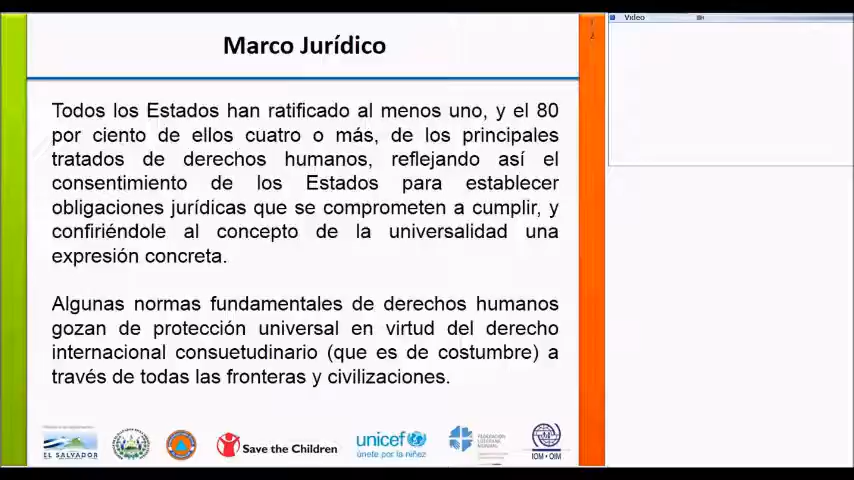 Marco Jurídico
Todos los Estados han ratificado al menos uno, y el 80
por ciento de ellos cuatro o más, de los principales
tratados de derechos humanos, reflejando así el
consentimiento de los Estados para establecer
obligaciones jurídicas que se comprometen a cumplir, y
confiriéndole al concepto de la universalidad una
expresión concreta.
Algunas normas fundamentales de derechos humanos
gozan de protección universal en virtud del derecho
internacional consuetudinario (que es de costumbre) a
través de todas las fronteras y civilizaciones.
EL SALVADOR
Save the Children
unicef
únete por la niñez
FEDERACIÓN
LUTERANA
MUNDIAL
IOM • OIM
Video